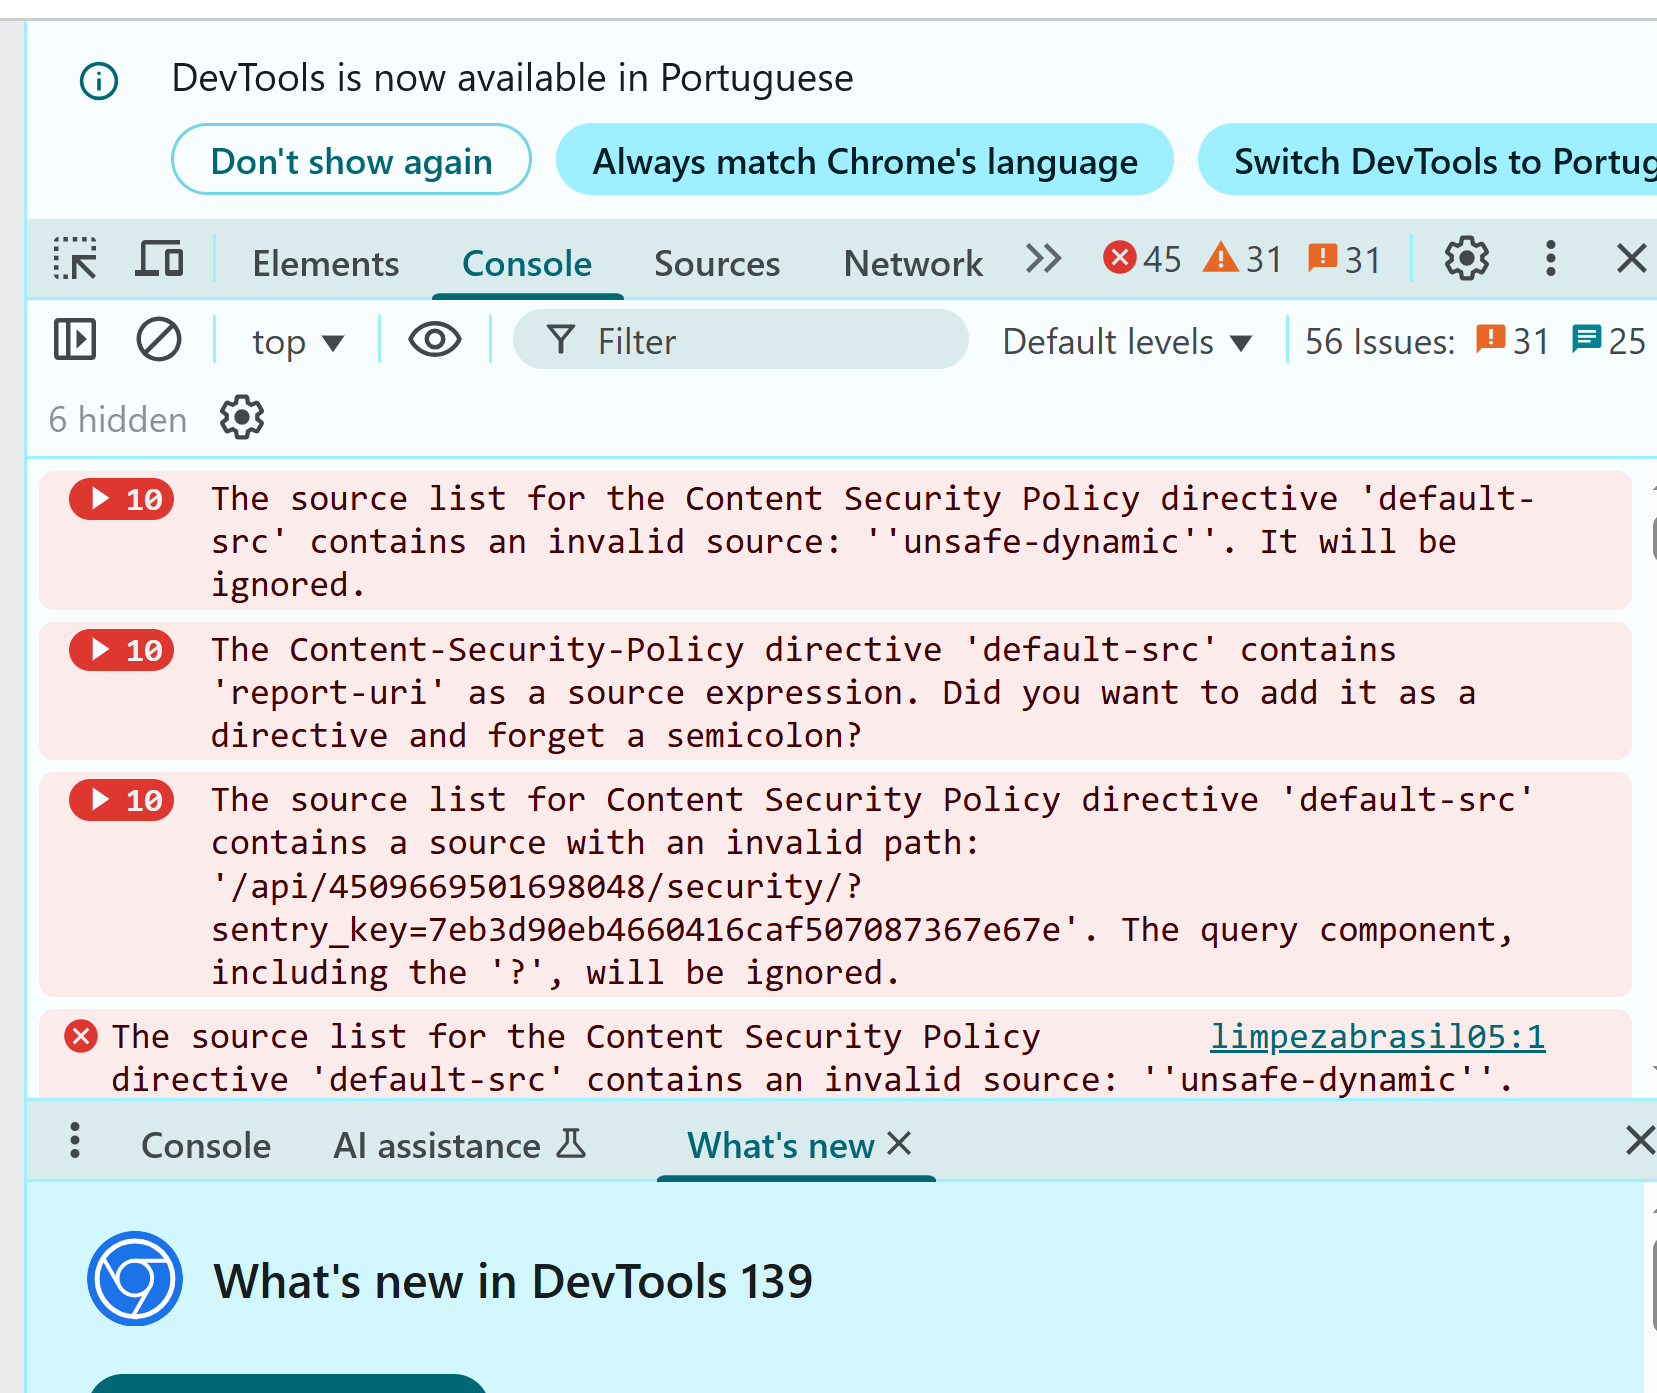 DevTools is now available in Portuguese
Don't show again
Always match Chrome's language
Switch DevTools to Portug
Elements
Console
Sources
Network
45
31
31
top
Filter
Default levels
56 Issues:
31
25
6 hidden
10
The source list for the Content Security Policy directive 'default-
src' contains an invalid source: ''unsafe-dynamic''. It will be
ignored.
10
The Content-Security-Policy directive 'default-src' contains
'report-uri' as a source expression. Did you want to add it as a
directive and forget a semicolon?
10
The source list for Content Security Policy directive 'default-src'
contains a source with an invalid path:
'/api/4509669501698048/security/?
sentry_key=7eb3d90eb4660416caf507087367e67e'. The query component,
including the '?', will be ignored.
The source list for the Content Security Policy
limpezabrasil05:1
directive 'default-src' contains an invalid source: ''unsafe-dynamic''.
Console
AI assistance
What's new
What's new in DevTools 139